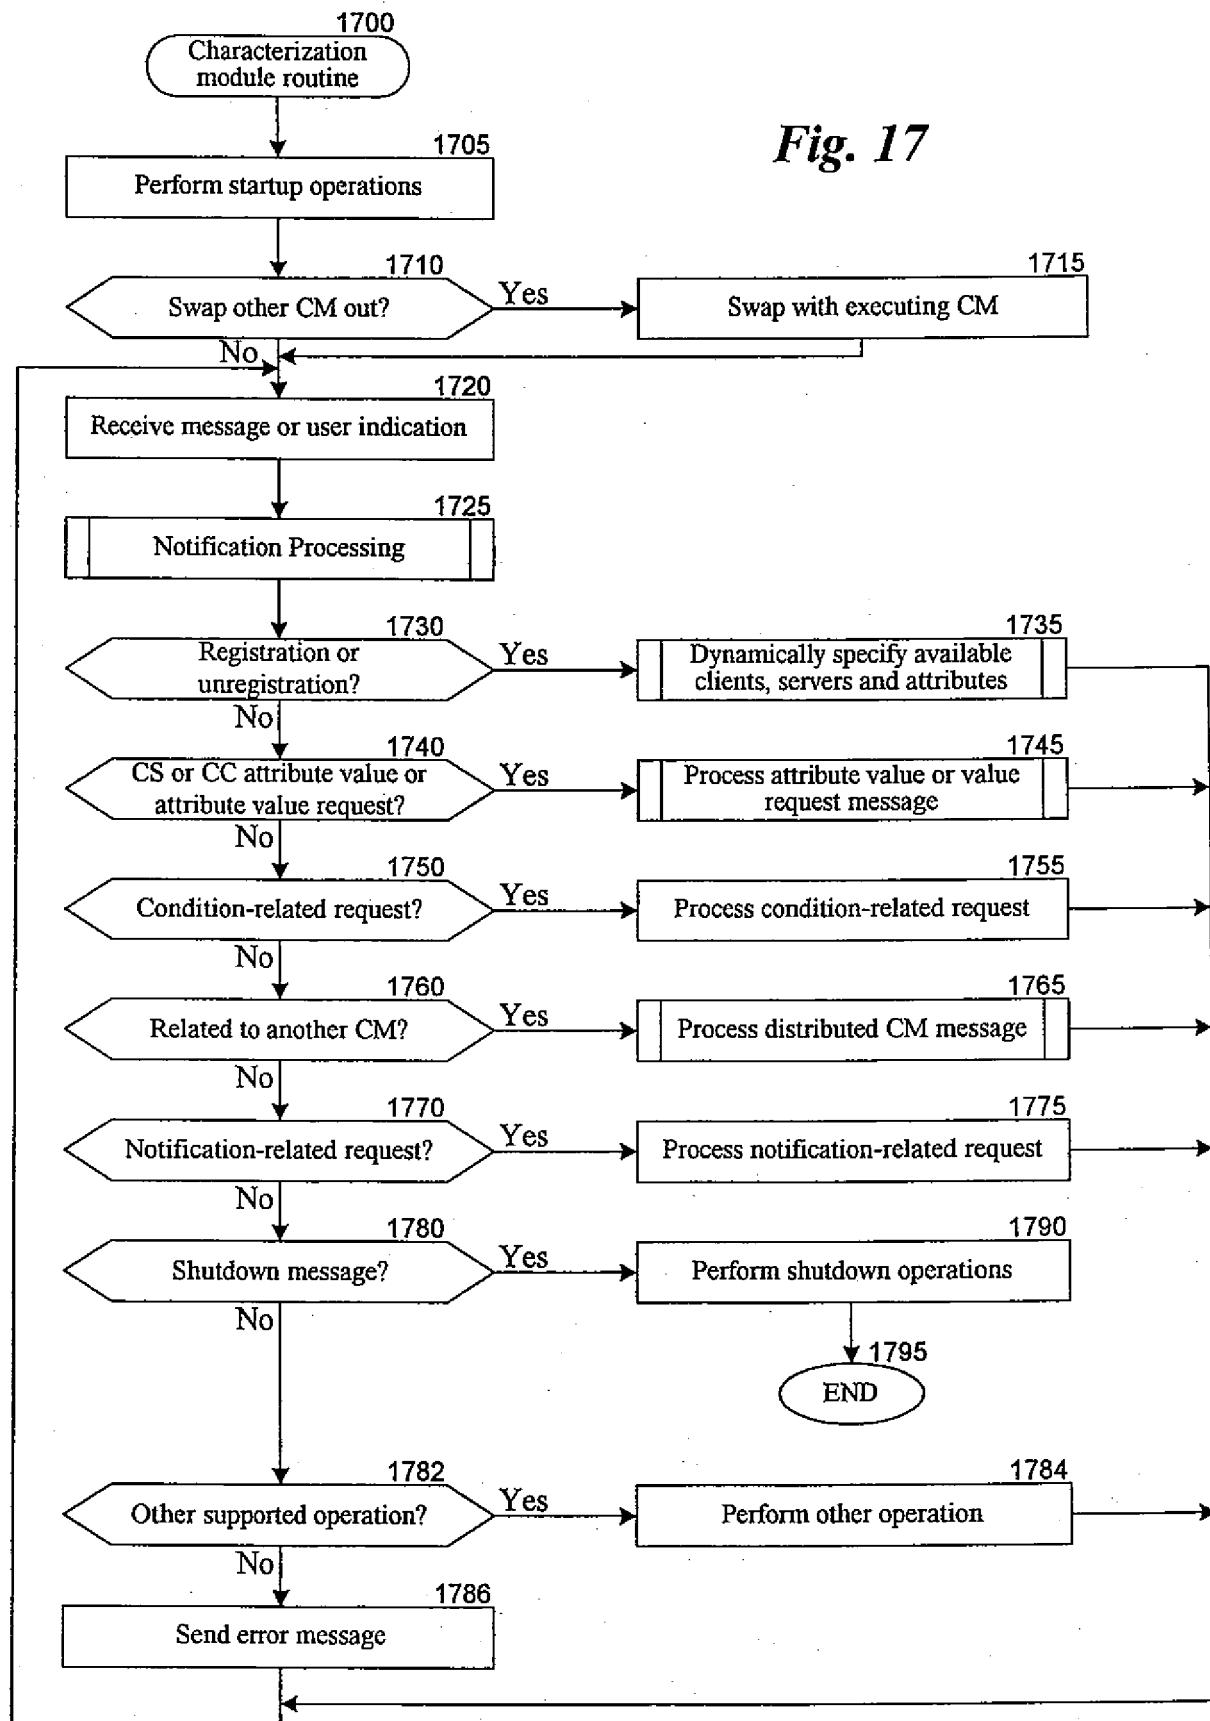 1700
Characterization
module routine
Fig. 17
1705
Perform startup operations
1710
Swap other CM out?
Yes
1715
Swap with executing CM
No
1720
Receive message or user indication
1725
Notification Processing
1730
Registration or
unregistration?
Yes
1735
Dynamically specify available
clients, servers and attributes
No
1740
CS or CC attribute value or
attribute value request?
Yes
1745
Process attribute value or value
request message
No
1750
Condition-related request?
Yes
1755
Process condition-related request
No
1760
Related to another CM?
Yes
1765
Process distributed CM message
No
1770
Notification-related request?
Yes
1775
Process notification-related request
No
1780
Shutdown message?
Yes
1790
Perform shutdown operations
No
1795
END
1782
Other supported operation?
Yes
1784
Perform other operation
No
1786
Send error message